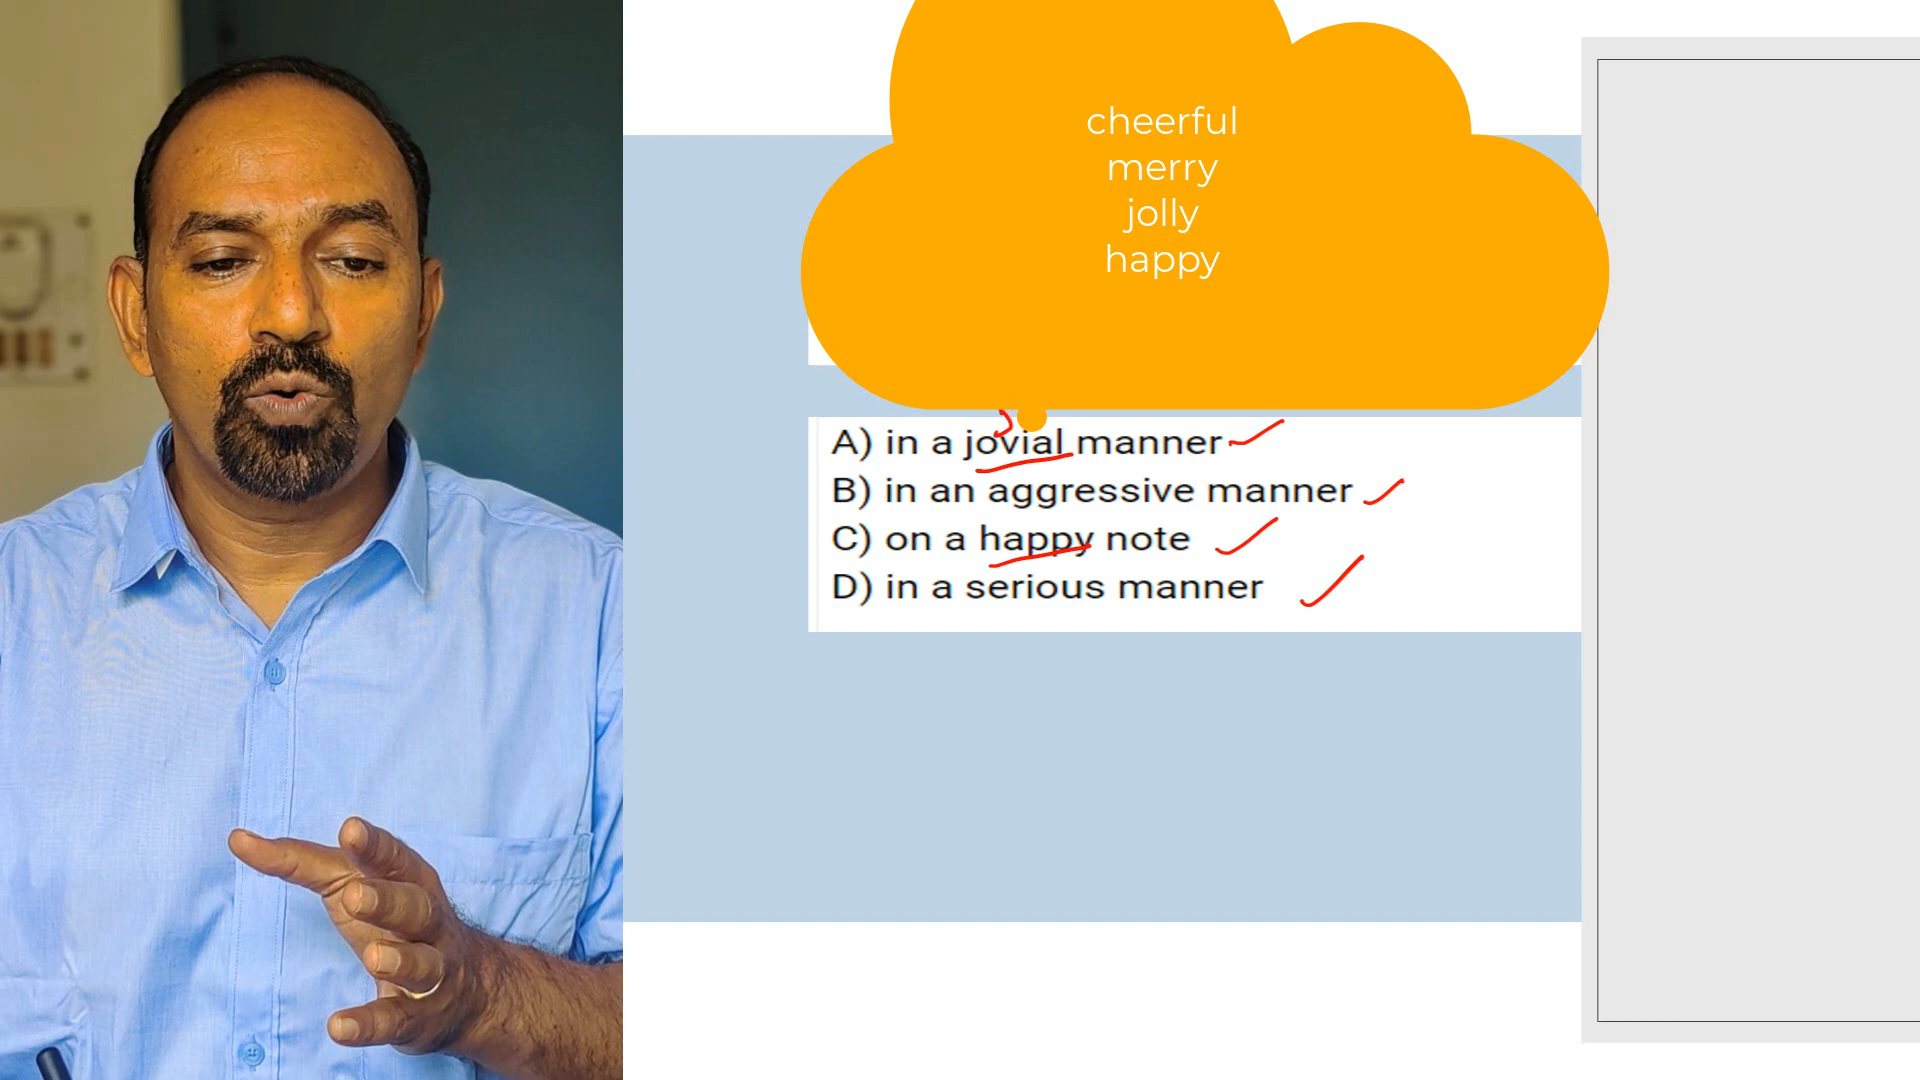 cheerful
merry
jolly
happy
A) in a jovial manner
B) in an aggressive manner
C) on a happy note
D) in a serious manner